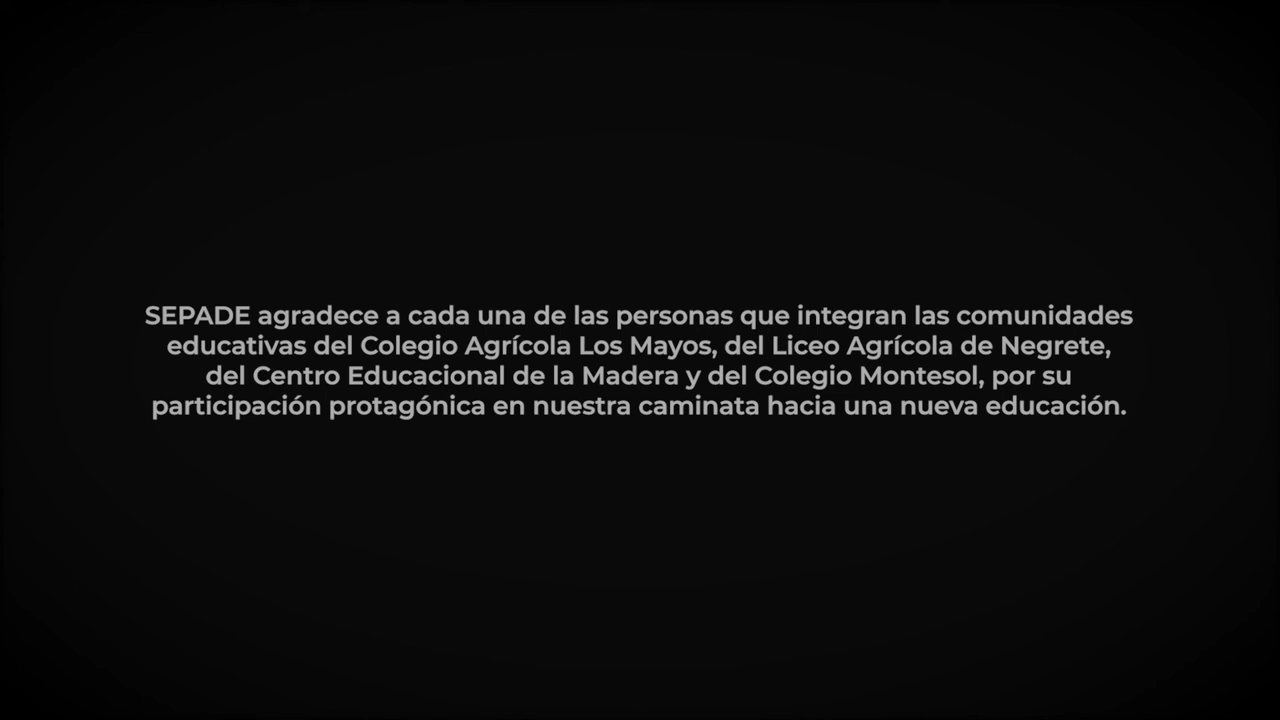 SEPADE agradece a cada una de las personas que integran las comunidades
educativas del Colegio Agrícola Los Mayos, del Liceo Agrícola de Negrete,
del Centro Educacional de la Madera y del Colegio Montesol, por su
participación protagónica en nuestra caminata hacia una nueva educación.